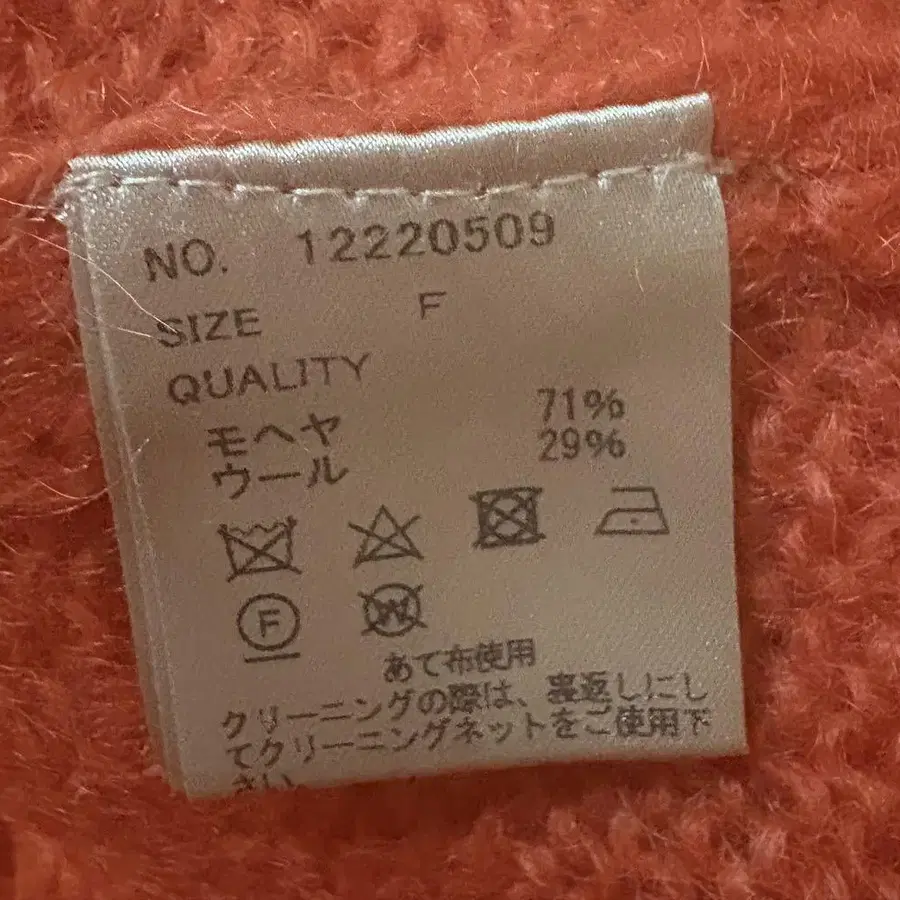 NO. 12220509
SIZE F
QUALITY
モヘヤ 71%
ウール 29%
F W
あて布使用
クリーニングの際は、裏返しにし
てクリーニングネットをご使用下
さい